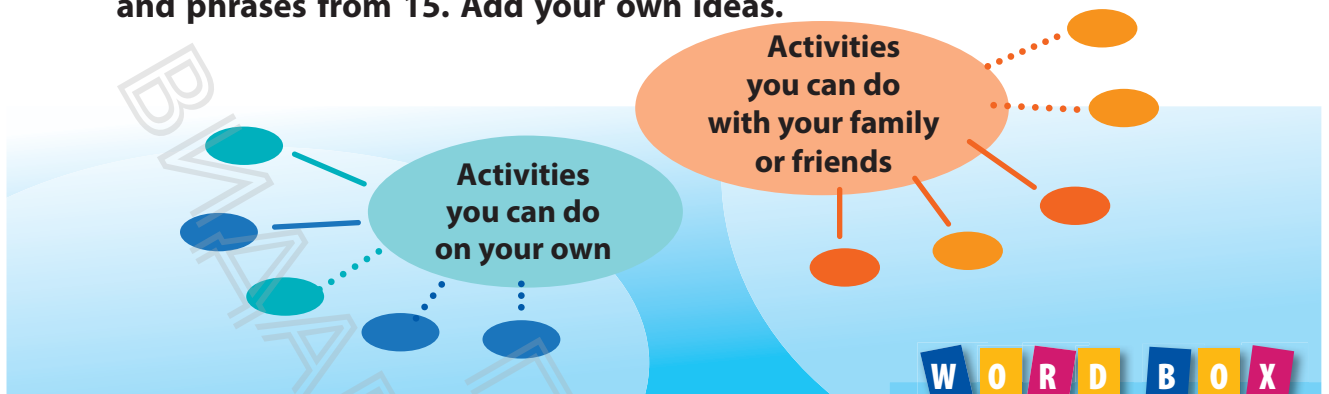 and phrases from 15. Add your own ideas.
Activities
you can do
with your family
or friends
Activities
you can do
on your own
WORD BOX